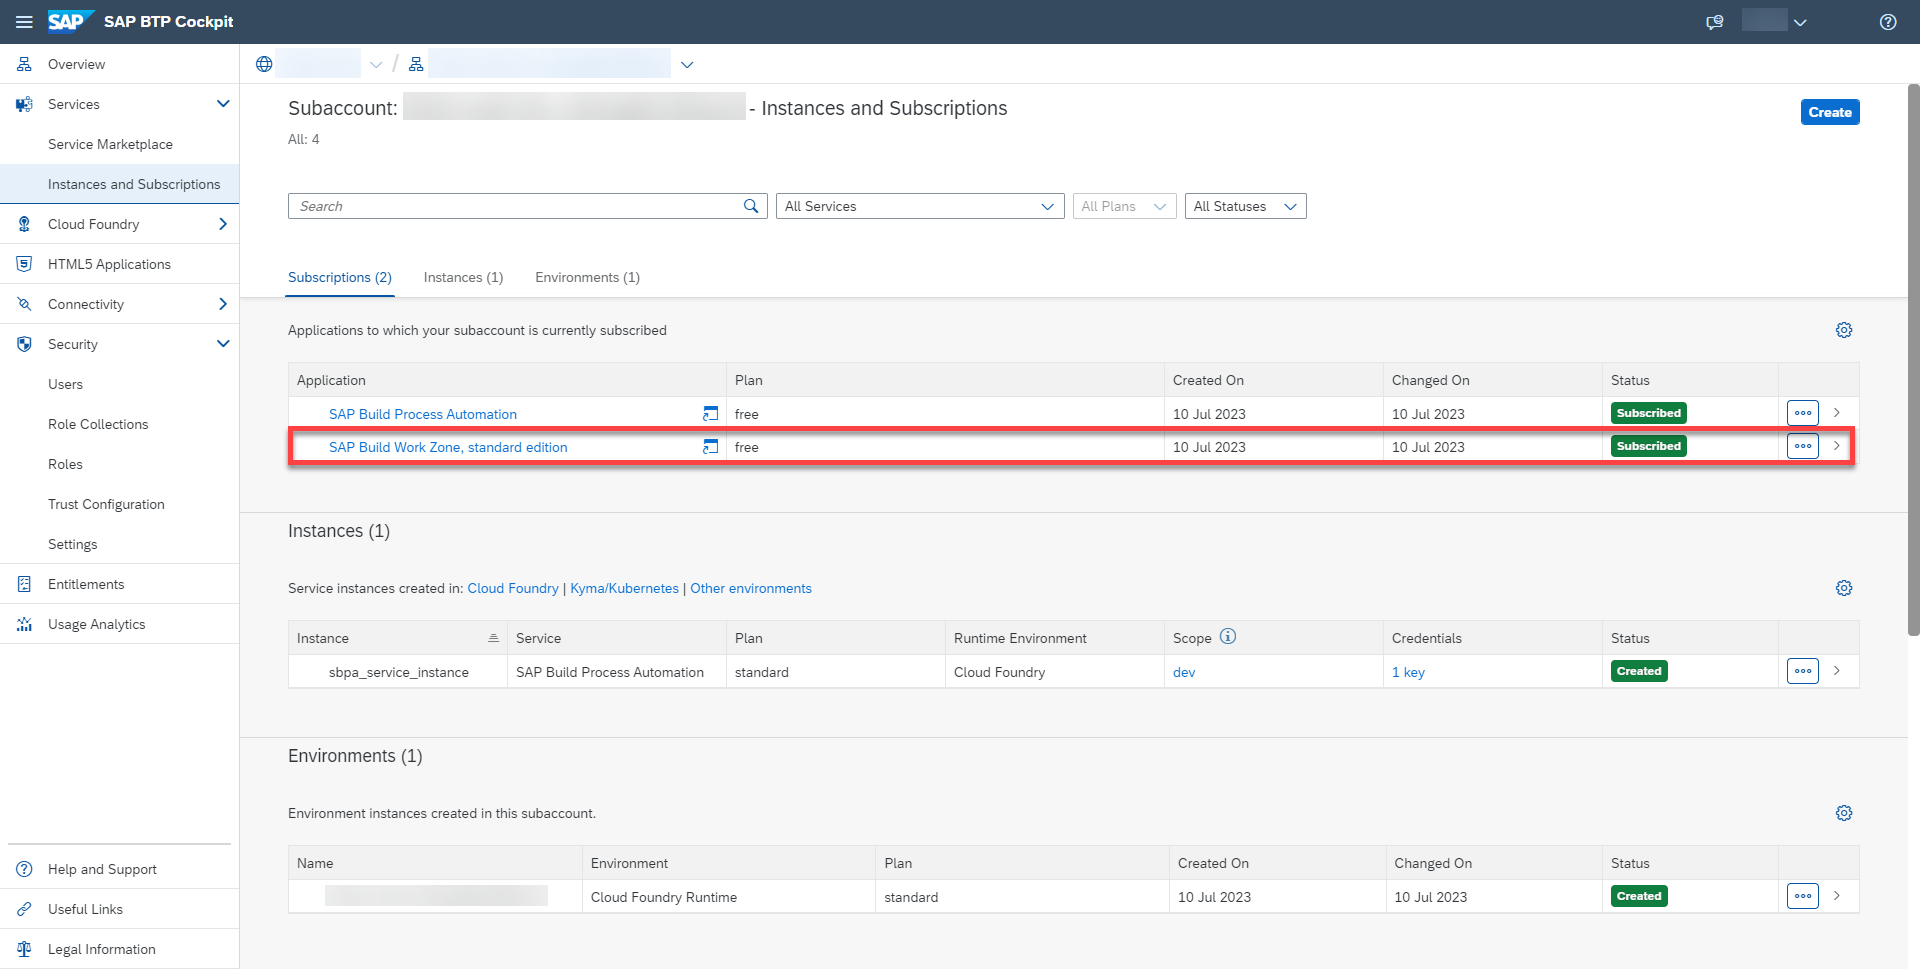 SAP SAP BTP Cockpit
Overview
Services
Service Marketplace
Instances and Subscriptions
Cloud Foundry
HTML5 Applications
Connectivity
Security
Users
Role Collections
Roles
Trust Configuration
Settings
Entitlements
Usage Analytics
Help and Support
Useful Links
Legal Information
/
Subaccount: - Instances and Subscriptions
Create
All: 4
Search All Services All Plans All Statuses
Subscriptions (2) Instances (1) Environments (1)
Applications to which your subaccount is currently subscribed
Application Plan Created On Changed On Status
SAP Build Process Automation free 10 Jul 2023 10 Jul 2023 Subscribed
SAP Build Work Zone, standard edition free 10 Jul 2023 10 Jul 2023 Subscribed
Instances (1)
Service instances created in: Cloud Foundry | Kyma/Kubernetes | Other environments
Instance Service Plan Runtime Environment Scope Credentials Status
sbpa_service_instance SAP Build Process Automation standard Cloud Foundry dev 1 key Created
Environments (1)
Environment instances created in this subaccount.
Name Environment Plan Created On Changed On Status
Cloud Foundry Runtime standard 10 Jul 2023 10 Jul 2023 Created